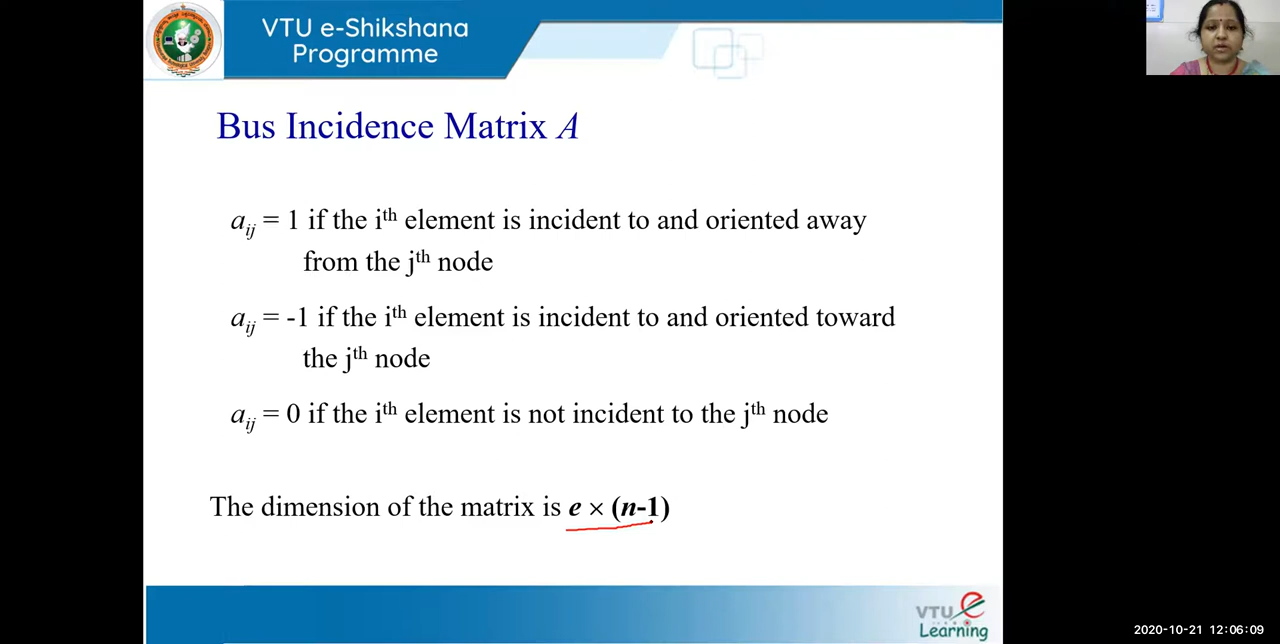 VTU e-Shikshana
Programme
Bus Incidence Matrix A
aij = 1 if the ith element is incident to and oriented away
from the jth node
aij = -1 if the ith element is incident to and oriented toward
the jth node
aij = 0 if the ith element is not incident to the jth node
The dimension of the matrix is e × (n-1)
VTU e
Learning
2020-10-21 12:06:09